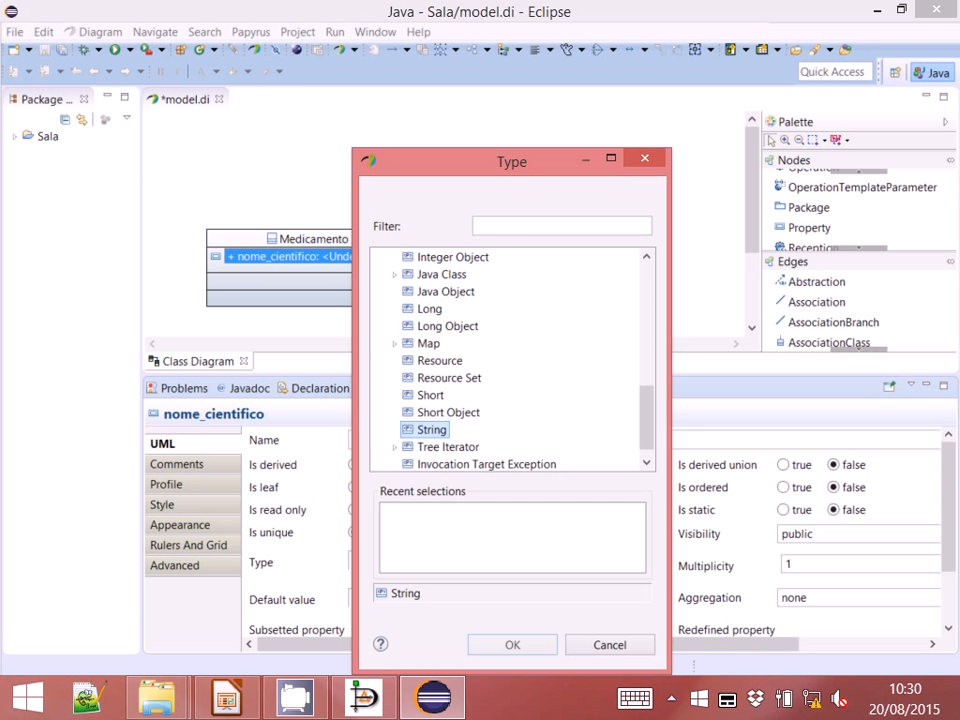 Java - Sala/model.di - Eclipse
File Edit Diagram Navigate Search Papyrus Project Run Window Help
Quick Access
Java
Package ...
*model.di
Sala
Medicamento
+ nome_cientifico: <Unde
Class Diagram
Palette
Nodes
OperationTemplateParameter
Package
Property
Edges
Abstraction
Association
AssociationBranch
AssociationClass
Type
Filter:
Integer Object
Java Class
Java Object
Long
Long Object
Map
Resource
Resource Set
Short
Short Object
String
Tree Iterator
Invocation Target Exception
Recent selections
String
OK
Cancel
Problems
Javadoc
Declaration
nome_cientifico
UML
Comments
Profile
Style
Appearance
Rulers And Grid
Advanced
Name
Is derived
Is leaf
Is read only
Is unique
Type
Default value
Subsetted property
Is derived union true false
Is ordered true false
Is static true false
Visibility public
Multiplicity 1
Aggregation none
Redefined property
10:30
20/08/2015